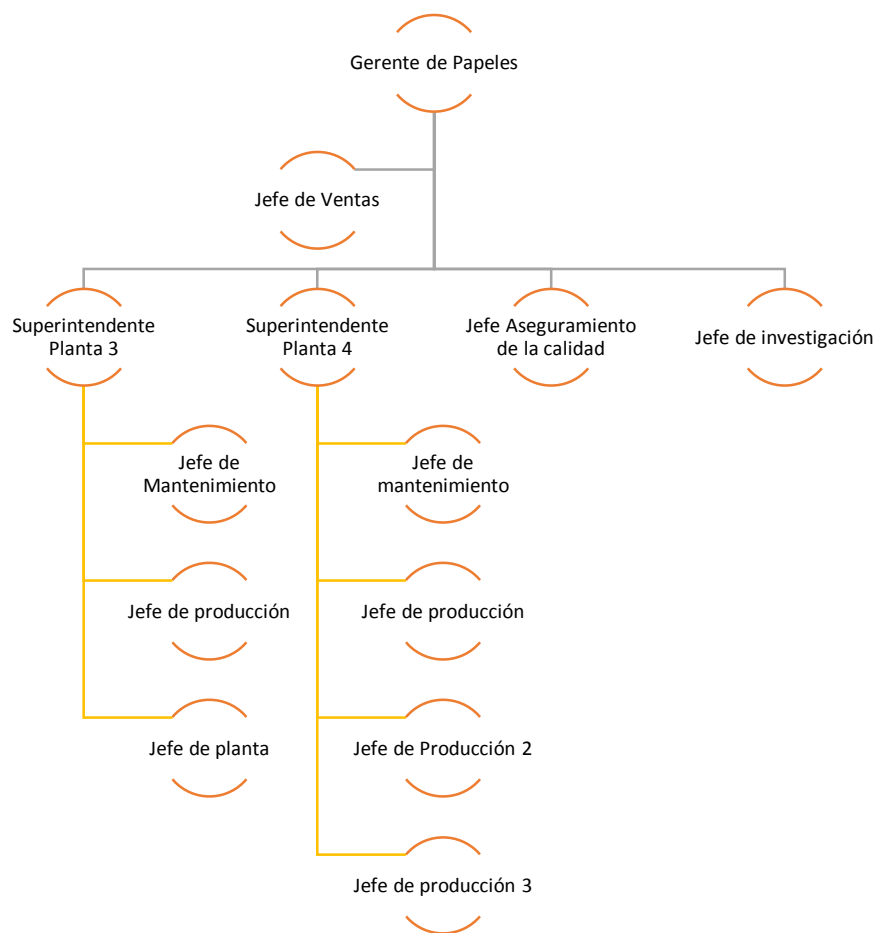 Gerente de Papeles
Jefe de Ventas
Superintendente
Planta 3
Superintendente
Planta 4
Jefe Aseguramiento
de la calidad
Jefe de investigación
Jefe de
Mantenimiento
Jefe de
mantenimiento
Jefe de producción
Jefe de producción
Jefe de planta
Jefe de Producción 2
Jefe de producción 3